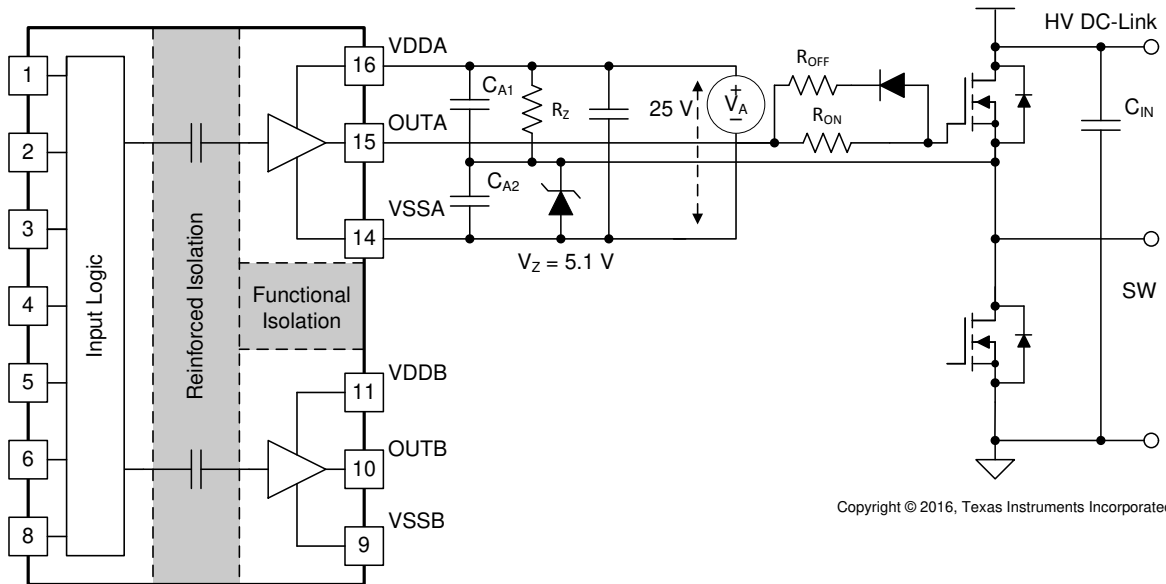 1
2
3
4
5
6
8
Input Logic
Reinforced Isolation
Functional
Isolation
VDDA
16
OUTA
15
VSSA
14
VDDB
11
OUTB
10
VSSB
9
CA1
RZ
CA2
VZ = 5.1 V
25 V
+
VA
ROFF
RON
HV DC-Link
CIN
SW
Copyright © 2016, Texas Instruments Incorporated